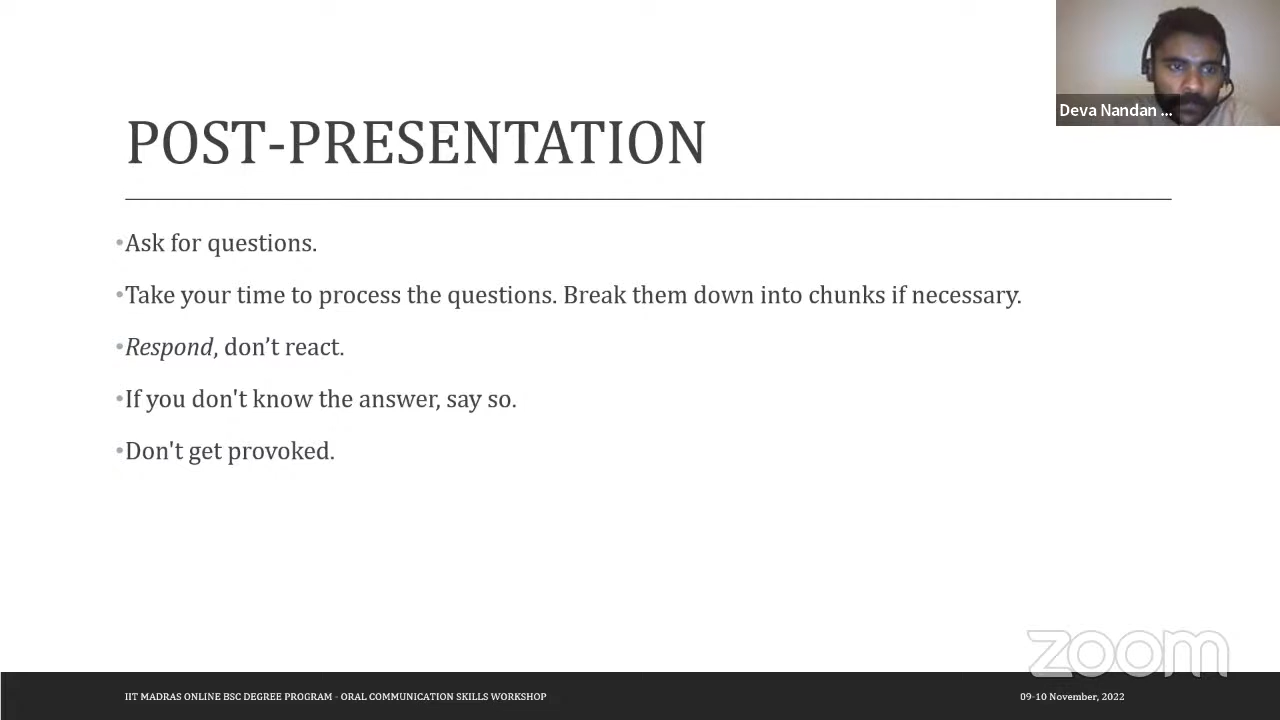 Deva Nandan ...
POST-PRESENTATION
•Ask for questions.
•Take your time to process the questions. Break them down into chunks if necessary.
•Respond, don’t react.
•If you don't know the answer, say so.
•Don't get provoked.
zoom
IIT MADRAS ONLINE BSC DEGREE PROGRAM - ORAL COMMUNICATION SKILLS WORKSHOP
09-10 November, 2022